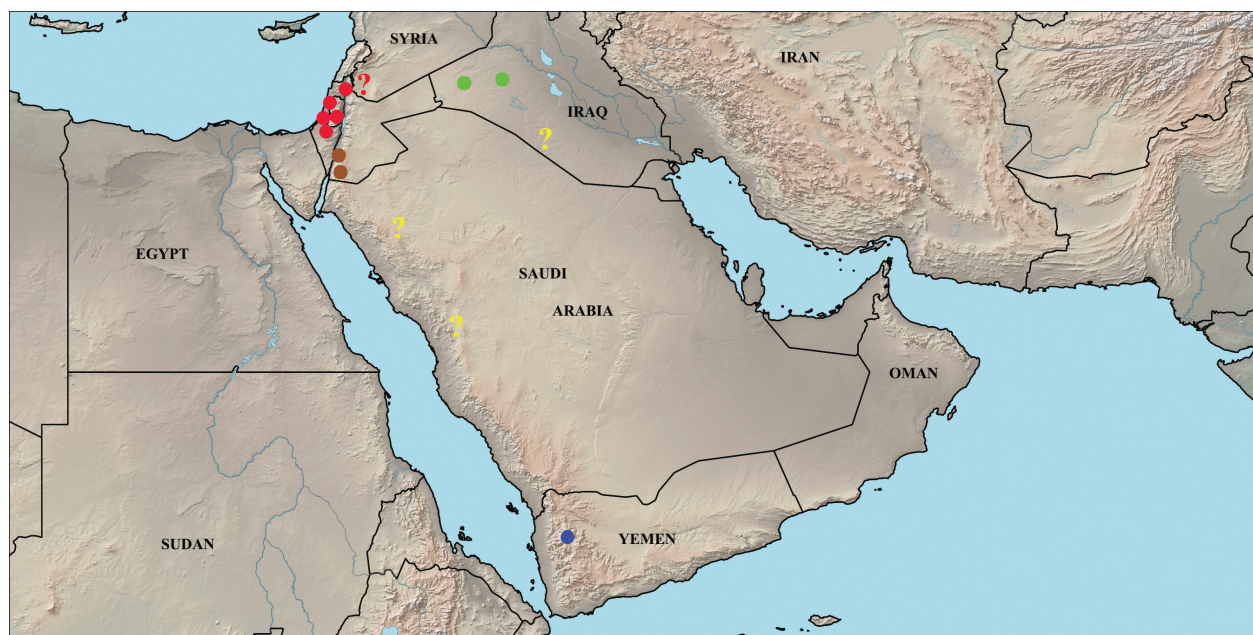 SYRIA
IRAN
?
IRAQ
?
?
EGYPT
SAUDI
ARABIA
?
OMAN
YEMEN
SUDAN